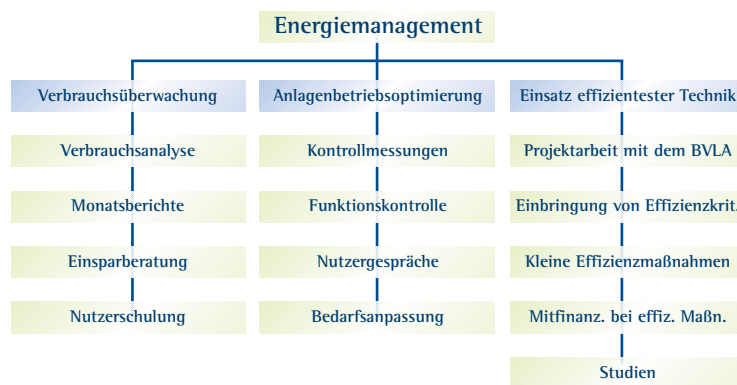 Energiemanagement
Verbrauchsüberwachung
Verbrauchsanalyse
Monatsberichte
Einsparberatung
Nutzerschulung
Anlagenbetriebsoptimierung
Kontrollmessungen
Funktionskontrolle
Nutzergespräche
Bedarfsanpassung
Einsatz effizientester Technik
Projektarbeit mit dem BVLA
Einbringung von Effizienzkrit.
Kleine Effizienzmaßnahmen
Mitfinanz. bei effiz. Maßn.
Studien